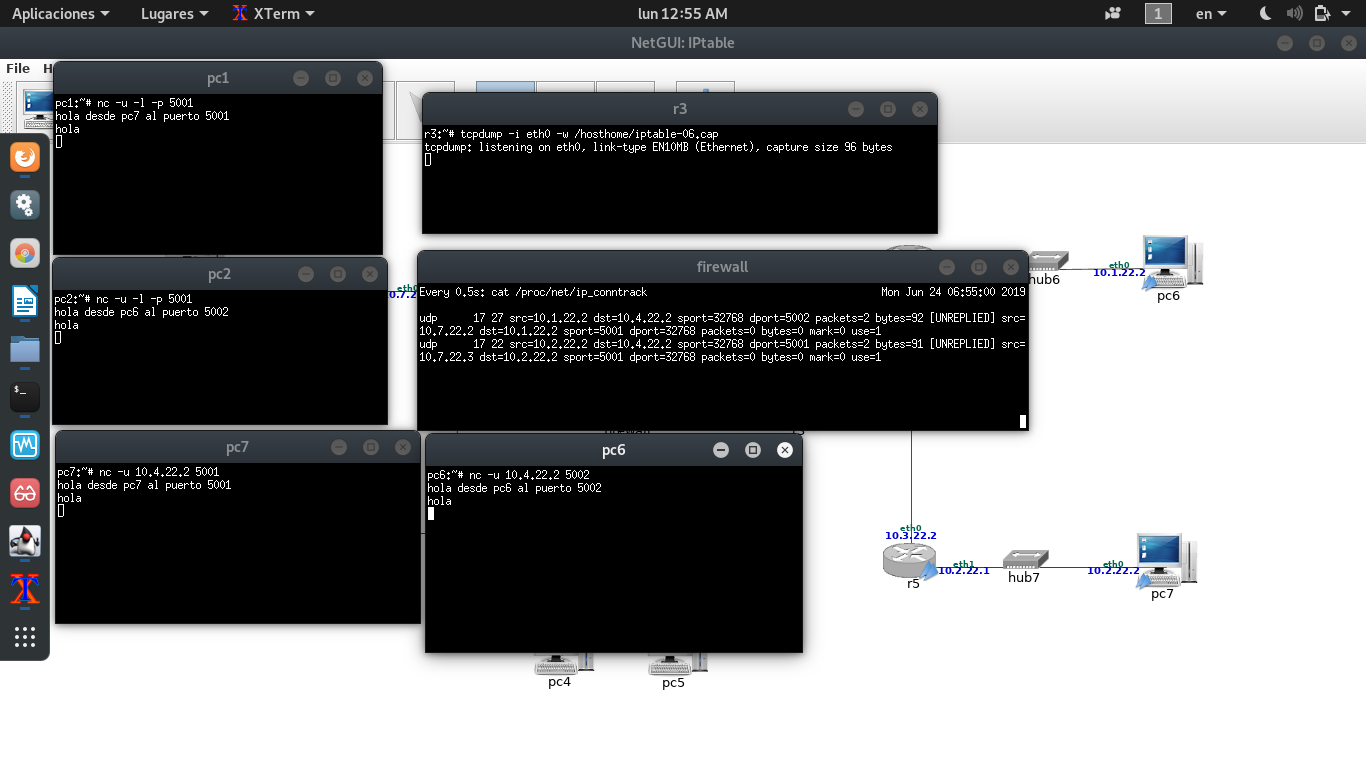 Aplicaciones Lugares XTerm lun 12:55 AM 1 en
NetGUI: IPtable
File
pc1
pc1:~# nc -u -l -p 5001
hola desde pc7 al puerto 5001
hola
r3
r3:~# tcpdump -i eth0 -w /hosthome/iptable-06.cap
tcpdump: listening on eth0, link-type EN10MB (Ethernet), capture size 96 bytes
pc2
pc2:~# nc -u -l -p 5001
hola desde pc6 al puerto 5002
hola
firewall
Every 0.5s: cat /proc/net/ip_conntrack Mon Jun 24 06:55:00 2019
udp 17 27 src=10.1.22.2 dst=10.4.22.2 sport=32768 dport=5002 packets=2 bytes=92 [UNREPLIED] src=
10.7.22.2 dst=10.1.22.2 sport=5001 dport=32768 packets=0 bytes=0 mark=0 use=1
udp 17 22 src=10.2.22.2 dst=10.4.22.2 sport=32768 dport=5001 packets=2 bytes=91 [UNREPLIED] src=
10.7.22.3 dst=10.2.22.2 sport=5001 dport=32768 packets=0 bytes=0 mark=0 use=1
pc7
pc7:~# nc -u 10.4.22.2 5001
hola desde pc7 al puerto 5001
hola
pc6
pc6:~# nc -u 10.4.22.2 5002
hola desde pc6 al puerto 5002
hola
hub6
eth0
10.1.22.2
pc6
eth0
10.3.22.2
r5
eth1
10.2.22.1
hub7
eth0
10.2.22.2
pc7
pc4
pc5